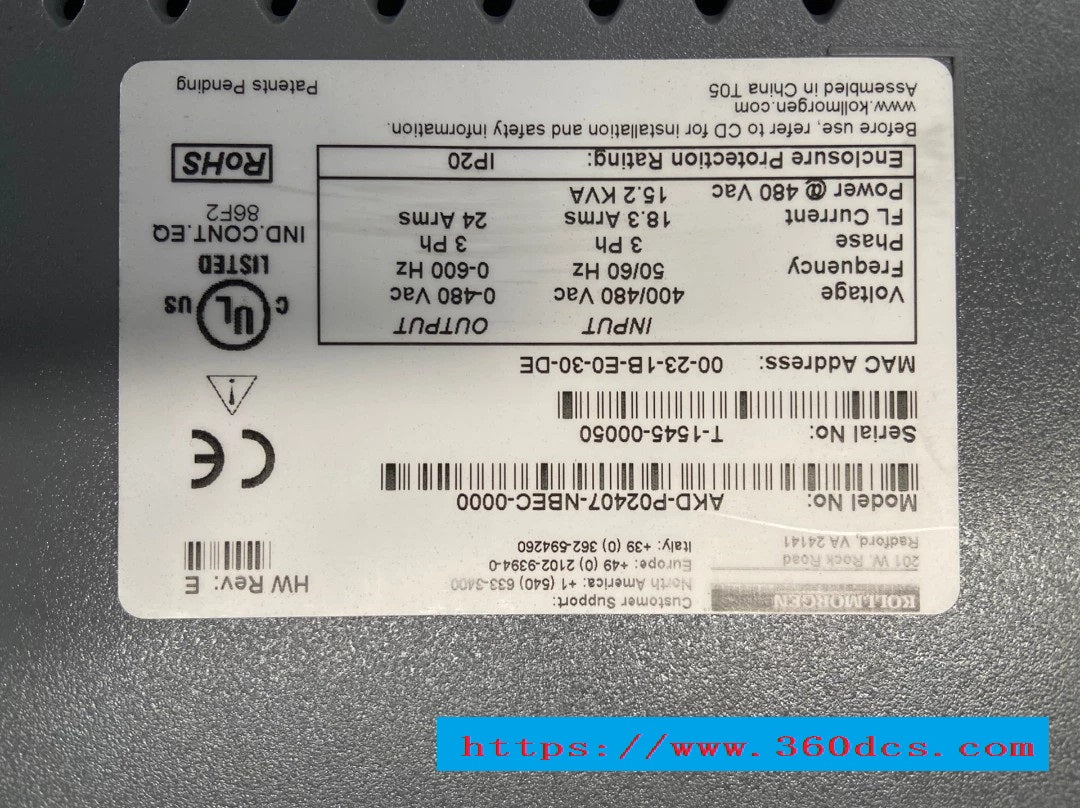 KOLLMORGEN
201 W. Rock Road
Radford, VA 24141
Customer Support:
North America: +1 (540) 633-3400
Europe: +49 (0) 2102-9394-0
Italy: +39 (0) 362-594260
HW Rev: E
Model No: AKD-P02407-NBEC-0000
Serial No: T-1545-00050
MAC Address: 00-23-1B-E0-30-DE
INPUT OUTPUT
Voltage 400/480 Vac 0-480 Vac
Frequency 50/60 Hz 0-600 Hz
Phase 3 Ph 3 Ph
FL Current 18.3 Arms 24 Arms
Power @ 480 Vac 15.2 KVA
Enclosure Protection Rating: IP20
CE
C UL US
LISTED
IND.CONT.EQ
86F2
RoHS
Before use, refer to CD for installation and safety information.
www.kollmorgen.com
Assembled in China T05
Patents Pending
https://www.360dcs.com